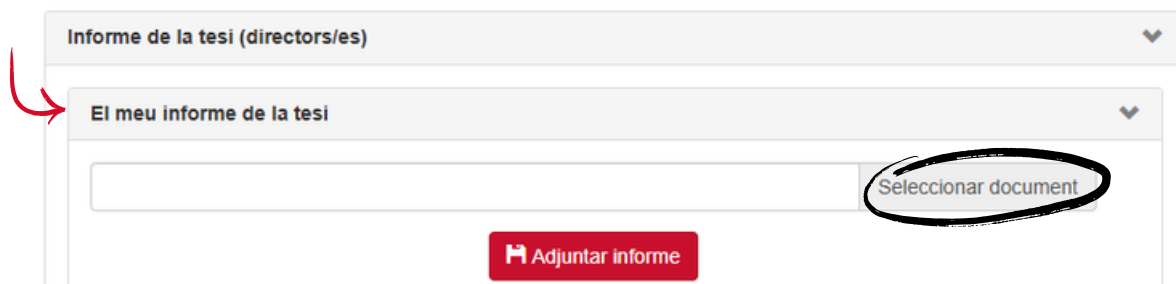 Informe de la tesi (directors/es)
El meu informe de la tesi
Seleccionar document
Adjuntar informe